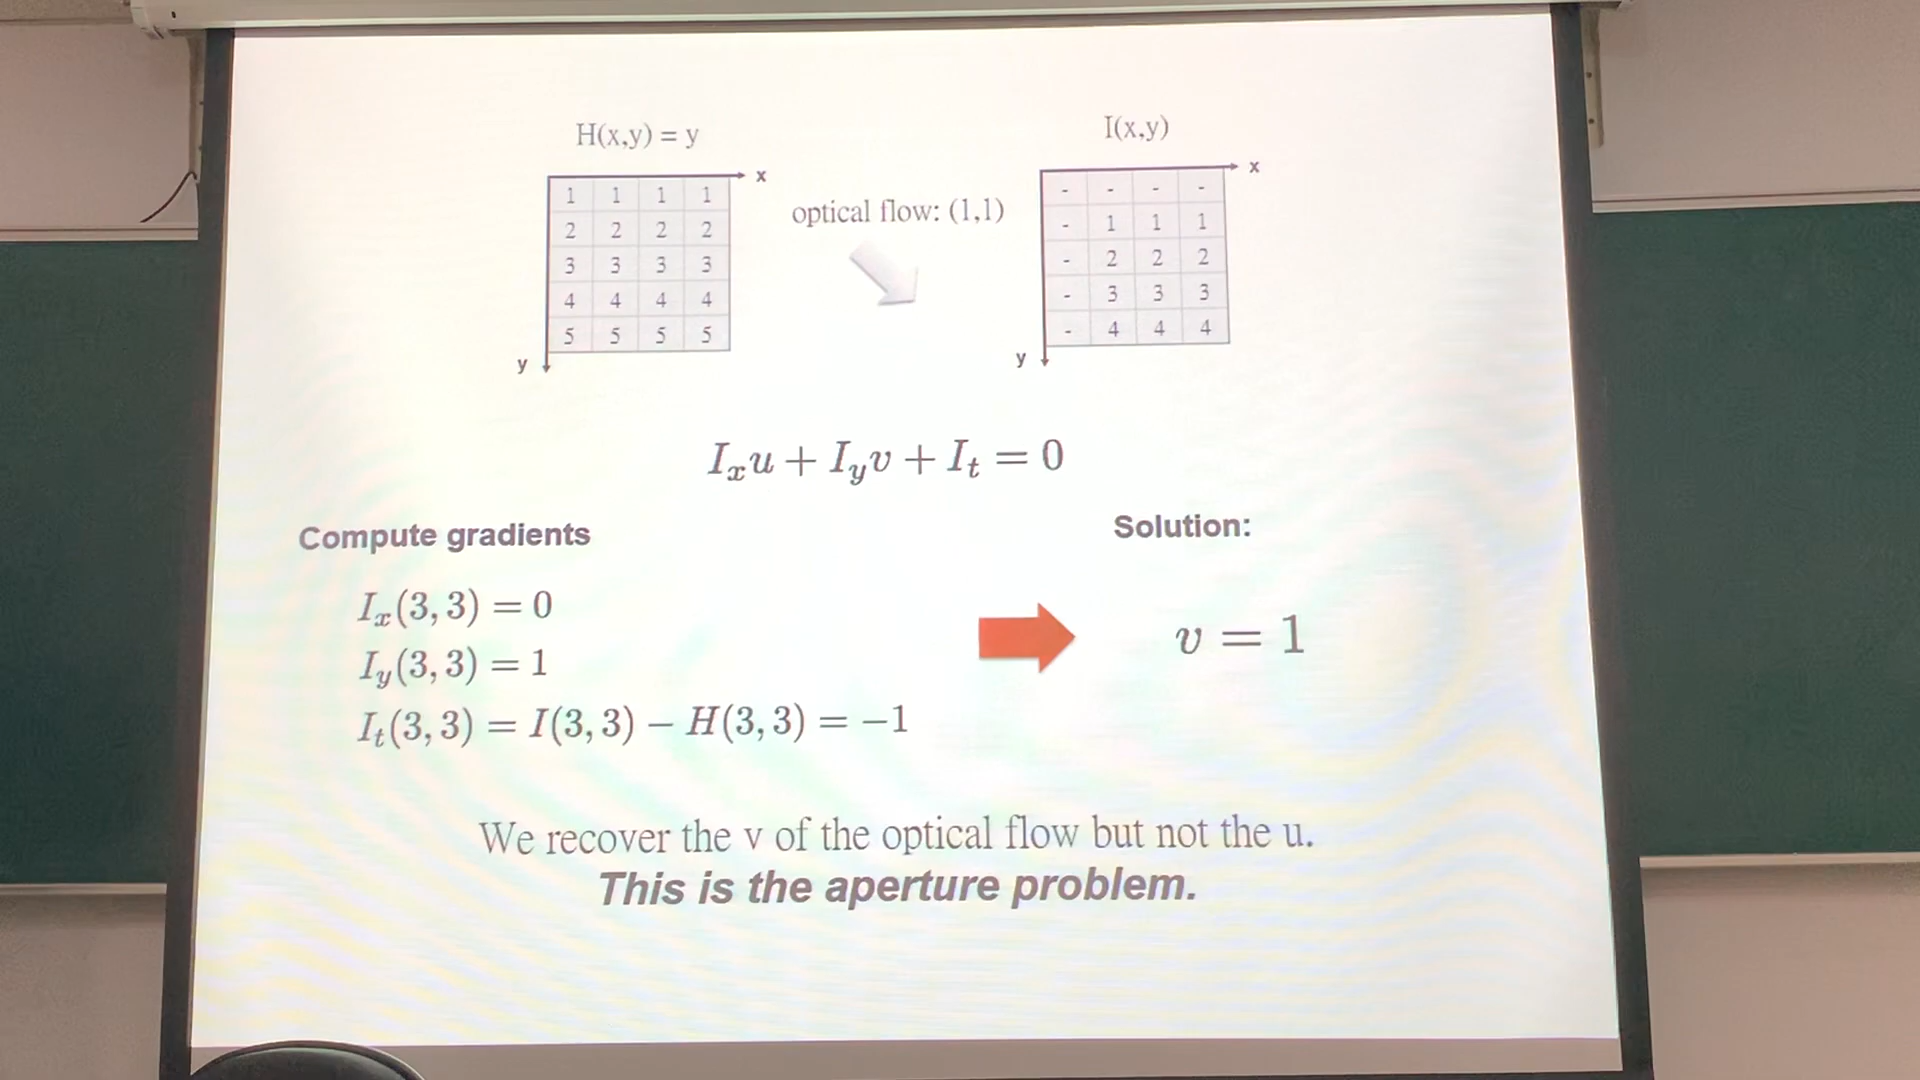 H(x,y) = y
x
1 1 1 1
2 2 2 2
3 3 3 3
4 4 4 4
5 5 5 5
y
optical flow: (1,1)
I(x,y)
x
- - - -
- 1 1 1
- 2 2 2
- 3 3 3
- 4 4 4
y
I_x u + I_y v + I_t = 0
Compute gradients
I_x(3, 3) = 0
I_y(3, 3) = 1
I_t(3, 3) = I(3, 3) − H(3, 3) = −1
Solution:
v = 1
We recover the v of the optical flow but not the u.
This is the aperture problem.